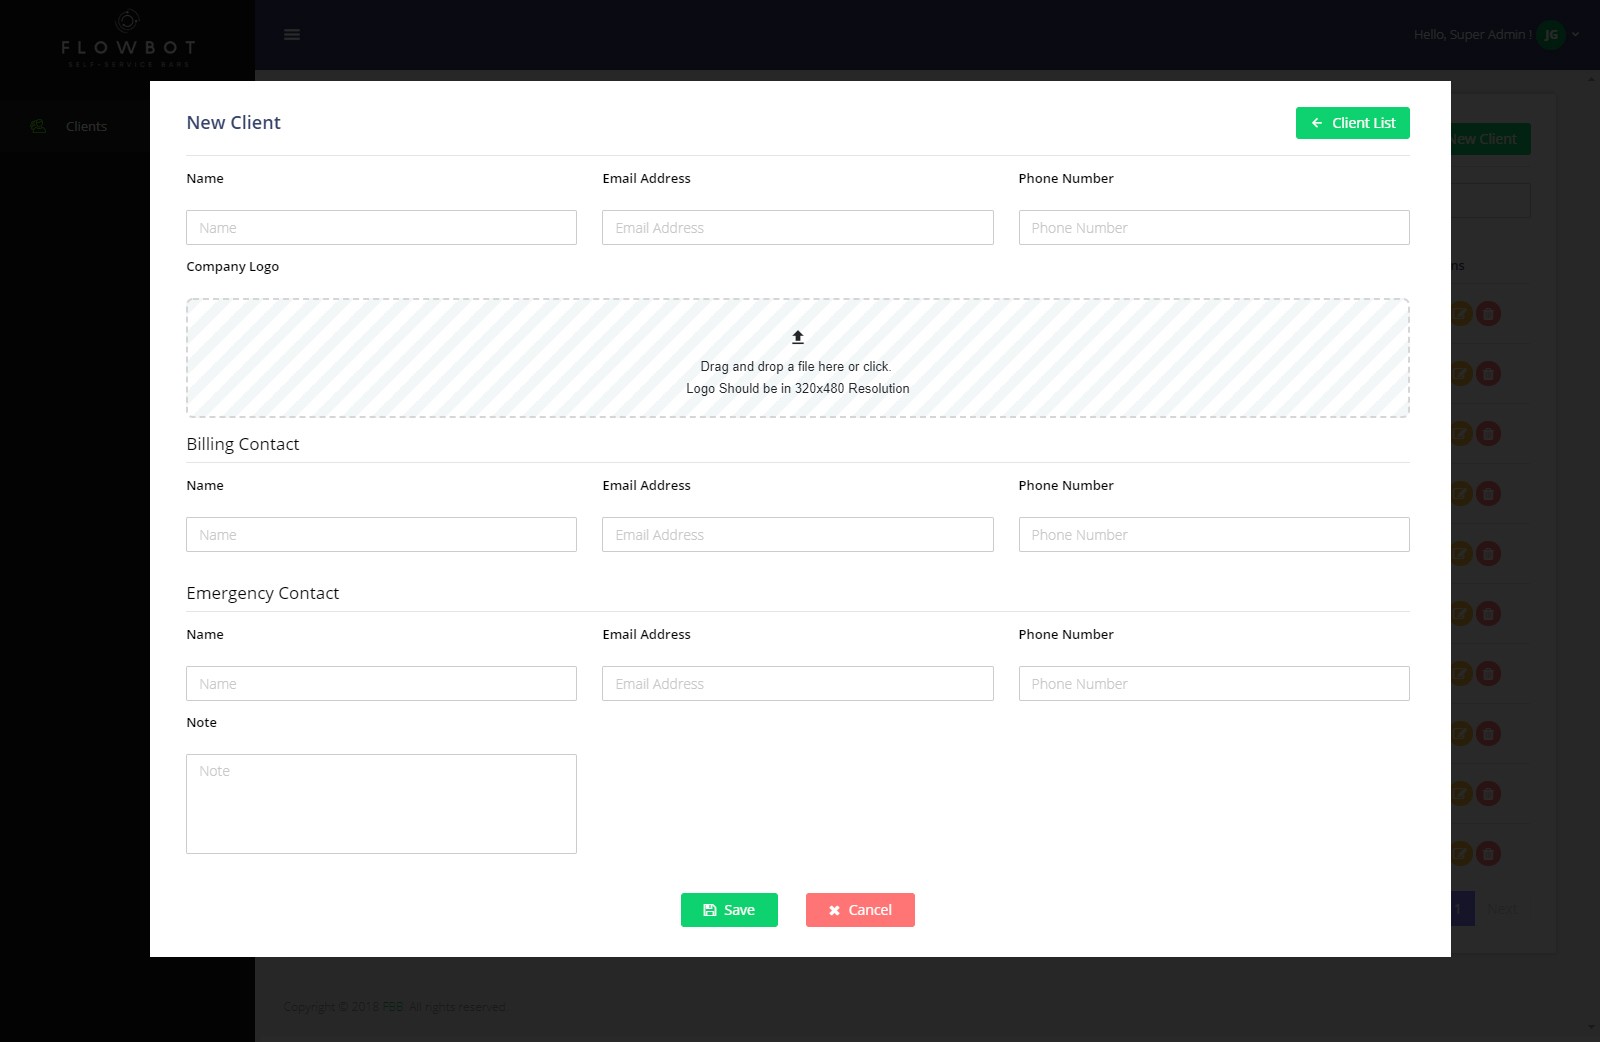 FLOWBOT
SELF-SERVICE BARS
Hello, Super Admin !
JG
Clients
New Client
Client List
New Client
Name
Email Address
Phone Number
Name
Email Address
Phone Number
Company Logo
Drag and drop a file here or click.
Logo Should be in 320x480 Resolution
Billing Contact
Name
Email Address
Phone Number
Name
Email Address
Phone Number
Emergency Contact
Name
Email Address
Phone Number
Name
Email Address
Phone Number
Note
Note
Save
Cancel
1
Next
Copyright © 2018 FBB. All rights reserved.